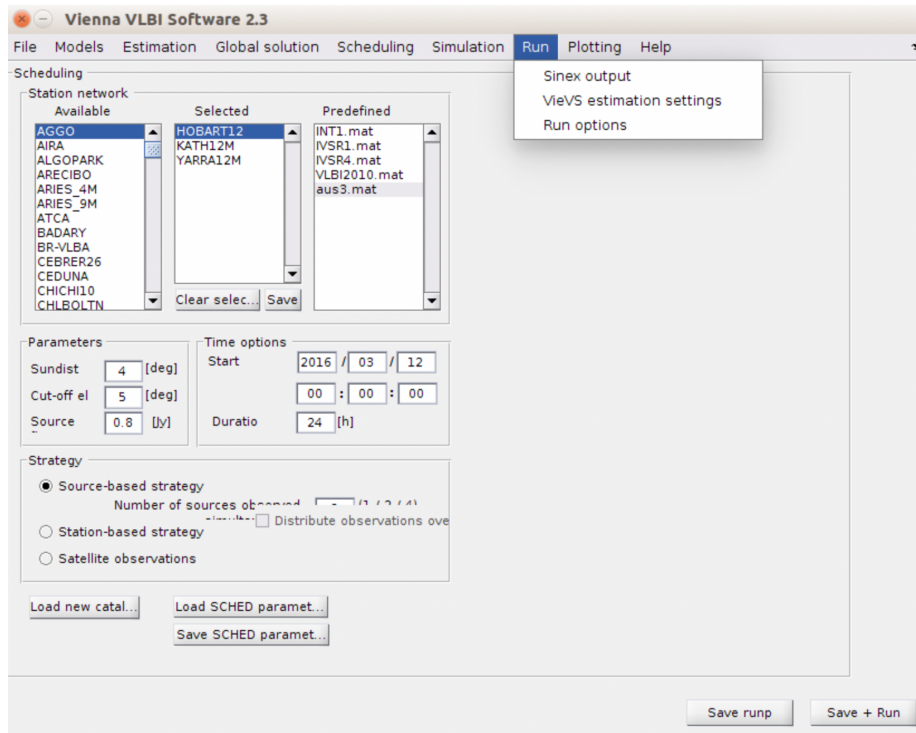 Vienna VLBI Software 2.3
File Models Estimation Global solution Scheduling Simulation Run Plotting Help
Sinex output
VieVS estimation settings
Run options
Scheduling
Station network
Available
AGGO
AIRA
ALGOPARK
ARECIBO
ARIES_4M
ARIES_9M
ATCA
BADARY
BR-VLBA
CEBRER26
CEDUNA
CHICHI10
CHLBOLTN
Selected
HOBART12
KATH12M
YARRA12M
Clear selec... Save
Predefined
INT1.mat
IVSR1.mat
IVSR4.mat
VLBI2010.mat
aus3.mat
Parameters
Sundist 4 [deg]
Cut-off el 5 [deg]
Source 0.8 [Jy]
Time options
Start 2016 / 03 / 12
00 : 00 : 00
Duratio 24 [h]
Strategy
Source-based strategy
Number of sources observed (1 / 2 / 4)
Distribute observations ove
Station-based strategy
Satellite observations
Load new catal... Load SCHED paramet...
Save SCHED paramet...
Save runp Save + Run